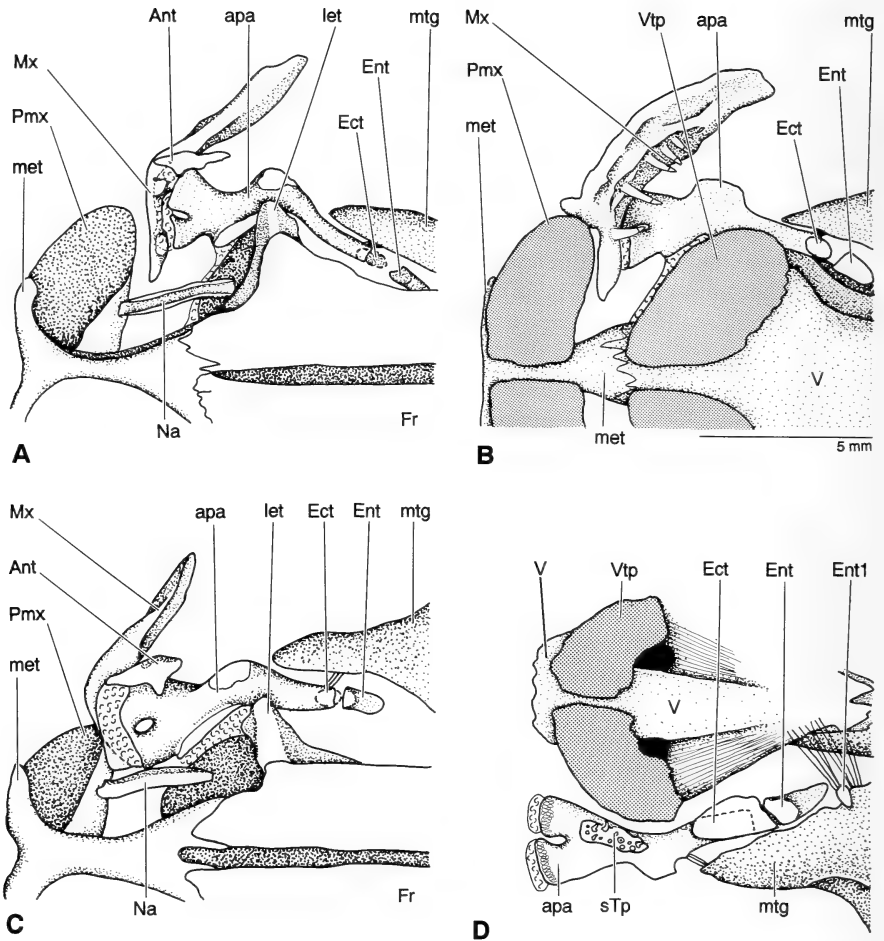 Ant apa let mtg
Mx
Ent
Pmx
Ect
met
Na
Fr
A
Mx Vtp apa mtg
Pmx
Ent
met
Ect
V
met
5 mm
B
Mx apa let Ect Ent mtg
Ant
Pmx
met
Na
Fr
C
V Vtp Ect Ent Ent1
V
apa sTp mtg
D